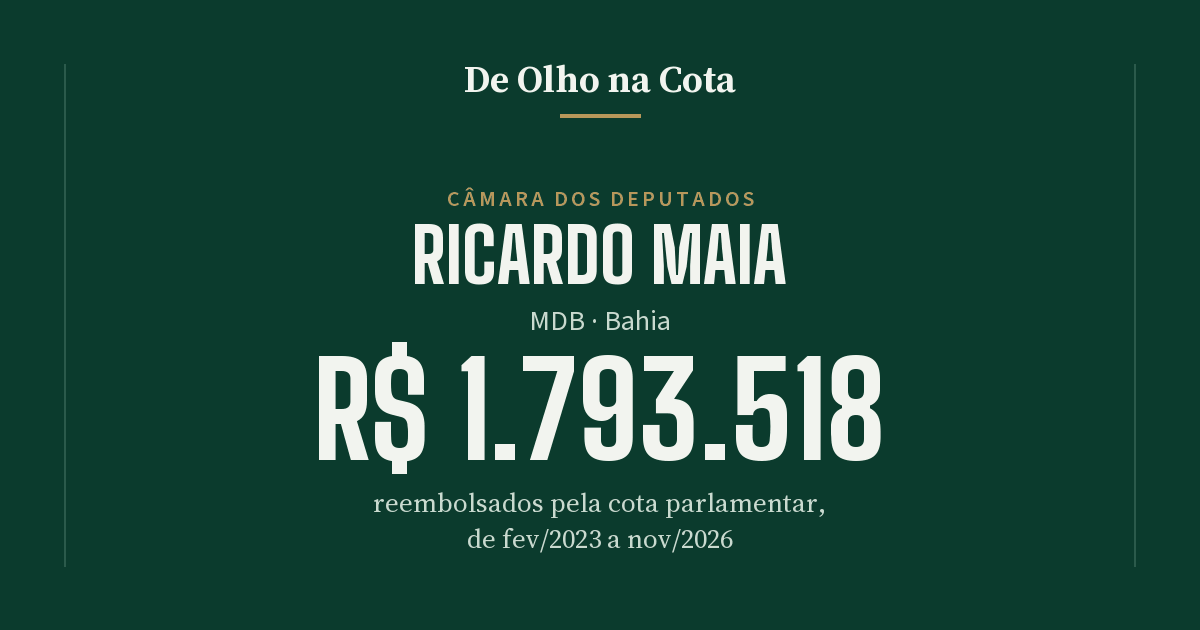 De Olho na Cota
CÂMARA DOS DEPUTADOS
RICARDO MAIA
MDB · Bahia
R$ 1.793.518
reembolsados pela cota parlamentar,
de fev/2023 a nov/2026